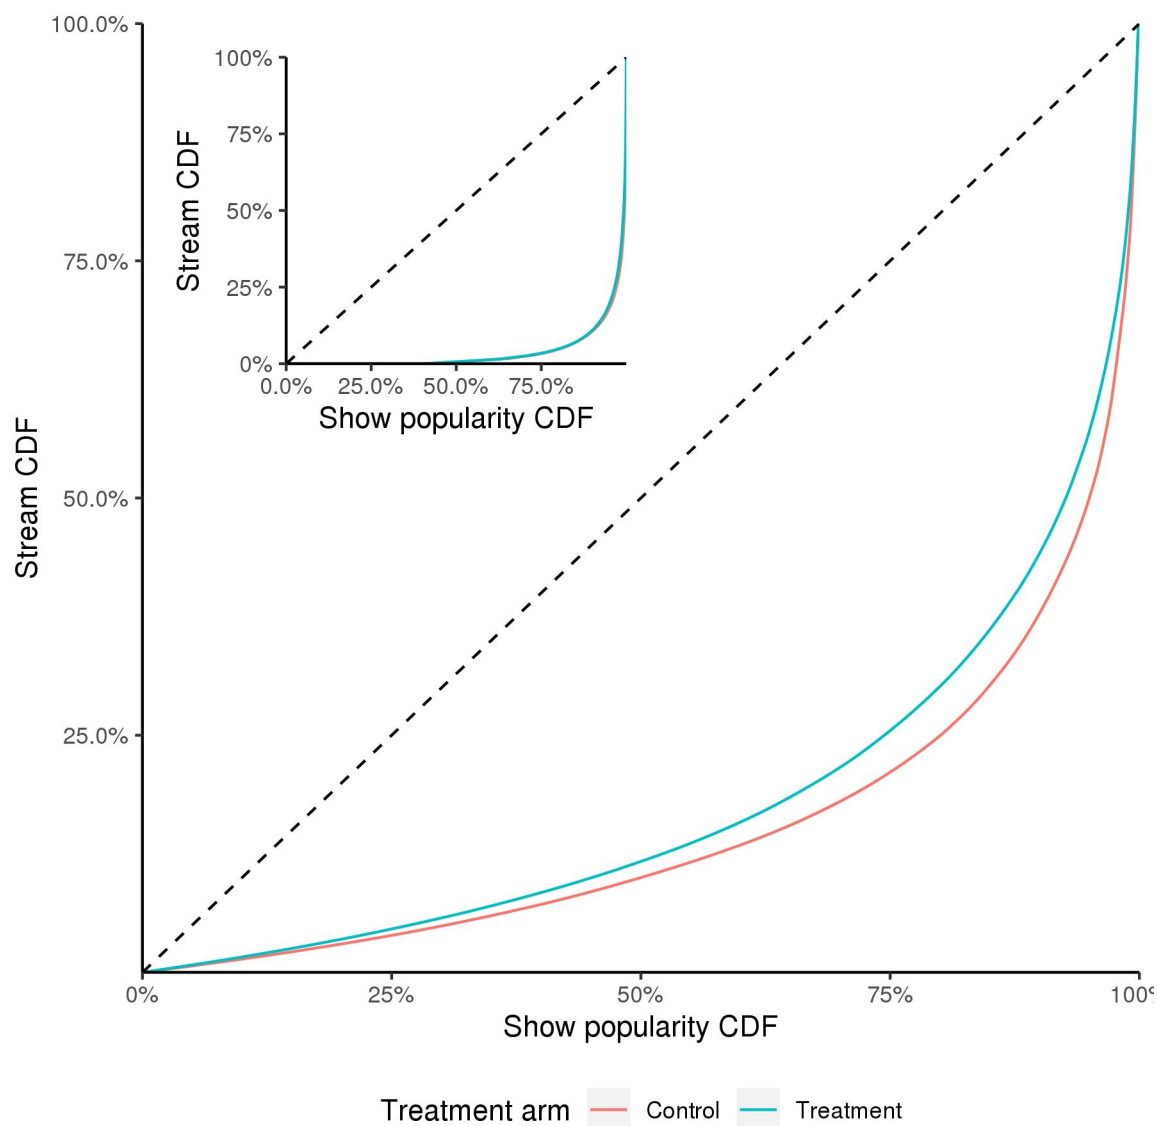 100.0%
75.0%
50.0%
25.0%
Stream CDF
100%
75%
50%
25%
0%
Stream CDF
0.0% 25.0% 50.0% 75.0%
Show popularity CDF
0% 25% 50% 75% 100%
Show popularity CDF
Treatment arm Control Treatment